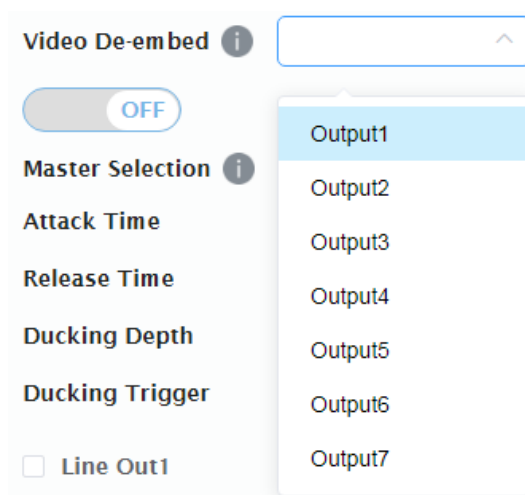 Video De-embed
OFF
Output1
Master Selection
Output2
Attack Time
Output3
Release Time
Output4
Ducking Depth
Output5
Ducking Trigger
Output6
Line Out1
Output7